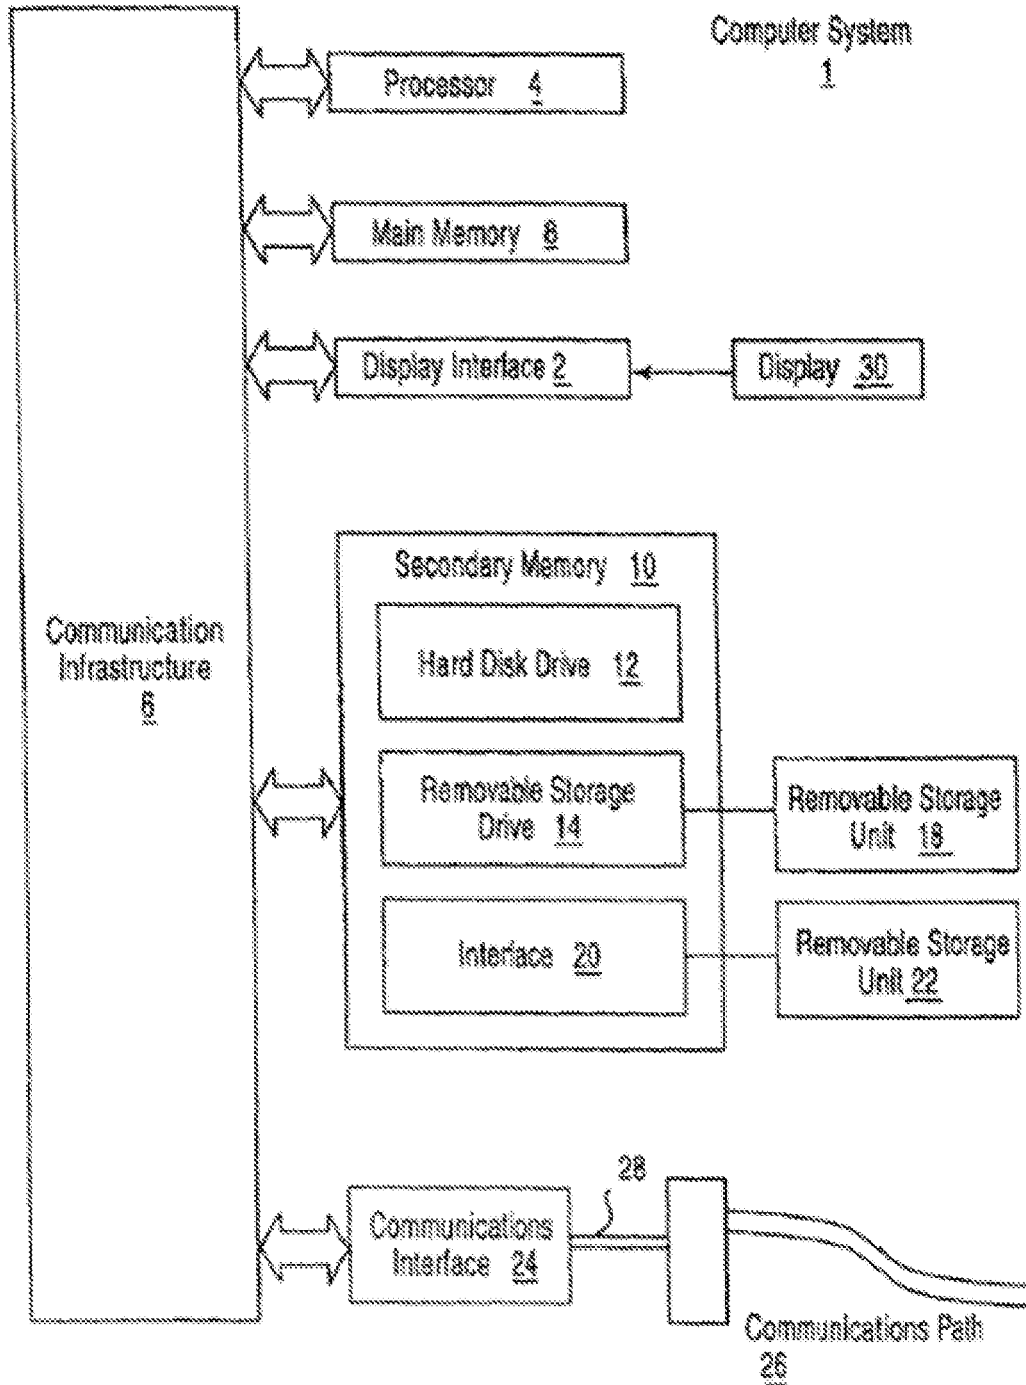 Computer System
1
Processor 4
Main Memory 8
Display Interface 2
Display 30
Secondary Memory 10
Hard Disk Drive 12
Communication
Infrastructure
6
Removable Storage
Drive 14
Removable Storage
Unit 18
Interface 20
Removable Storage
Unit 22
28
Communications
Interface 24
Communications Path
26